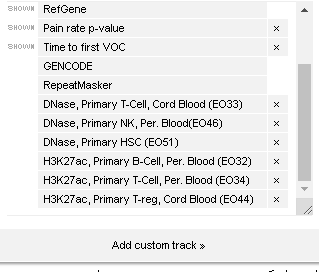 SHOWN RefGene
SHOWN Pain rate p-value ×
SHOWN Time to first VOC ×
GENCODE
RepeatMasker
DNase, Primary T-Cell, Cord Blood (EO33) ×
DNase, Primary NK, Per. Blood(EO46) ×
DNase, Primary HSC (EO51) ×
H3K27ac, Primary B-Cell, Per. Blood (EO32) ×
H3K27ac, Primary T-Cell, Per. Blood (EO34) ×
H3K27ac, Primary T-reg, Cord Blood (EO44) ×
Add custom track »